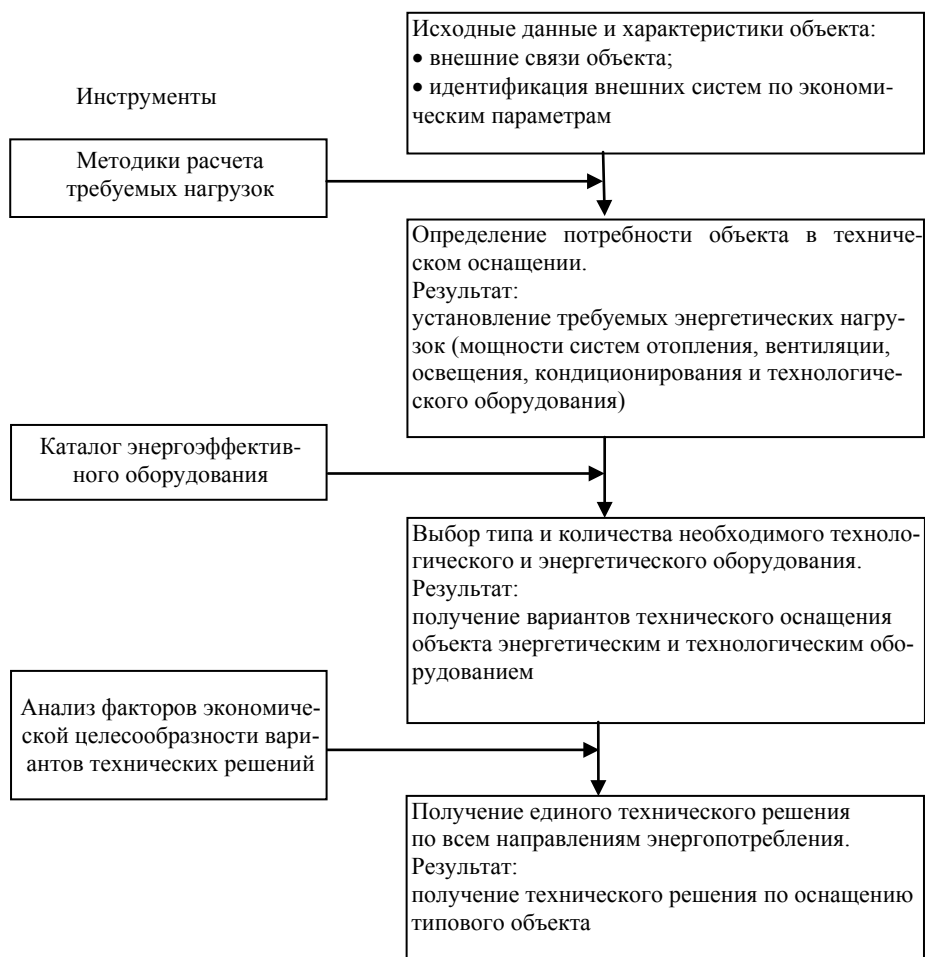 Исходные данные и характеристики объекта:
• внешние связи объекта;
• идентификация внешних систем по экономи-
ческим параметрам
Инструменты
Методики расчета
требуемых нагрузок
Определение потребности объекта в техниче-
ском оснащении.
Результат:
установление требуемых энергетических нагру-
зок (мощности систем отопления, вентиляции,
освещения, кондиционирования и технологиче-
ского оборудования)
Каталог энергоэффектив-
ного оборудования
Выбор типа и количества необходимого техноло-
гического и энергетического оборудования.
Результат:
получение вариантов технического оснащения
объекта энергетическим и технологическим обо-
рудованием
Анализ факторов экономиче-
ской целесообразности вари-
антов технических решений
Получение единого технического решения
по всем направлениям энергопотребления.
Результат:
получение технического решения по оснащению
типового объекта